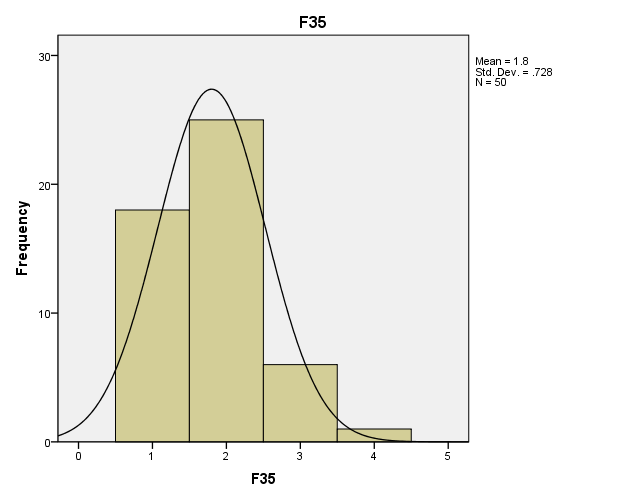 F35
Mean = 1.8
Std. Dev. = .728
N = 50
Frequency
30
20
10
0
0 1 2 3 4 5
F35